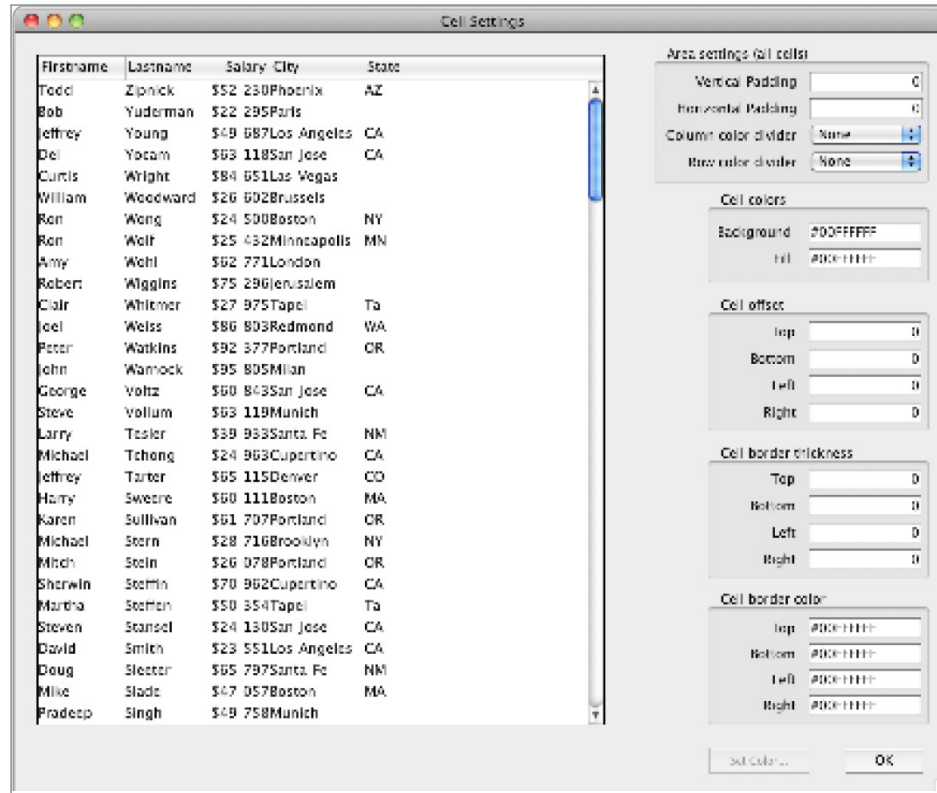 Cell Settings
Firstname Lastname Salary City State
Todd Zipnick $52 230Phoenix AZ
Bob Yuderman $22 295Paris
Jeffrey Young $49 687Los Angeles CA
Del Yocam $63 118San Jose CA
Curtis Wright $84 651Las Vegas
William Woodward $26 602Brussels
Ron Wong $24 500Boston NY
Ron Wolf $25 432Minneapolis MN
Amy Wohl $62 771London
Robert Wiggins $75 296Jerusalem
Clair Whitmer $27 975Tapei Ta
Joel Weiss $86 803Redmond WA
Peter Watkins $92 377Portland OR
John Warnock $95 805Milan
George Voltz $60 843San Jose CA
Steve Vollum $63 119Munich
Larry Tesler $39 933Santa Fe NM
Michael Tchong $24 963Cupertino CA
Jeffrey Tarter $65 115Denver CO
Harry Sweere $60 111Boston MA
Karen Sullivan $61 707Portland OR
Michael Stern $28 716Brooklyn NY
Mitch Stein $26 078Portland OR
Sherwin Steffin $70 962Cupertino CA
Martha Steffen $50 354Tapei Ta
Steven Stansel $24 130San Jose CA
David Smith $23 551Los Angeles CA
Doug Sleeter $65 797Santa Fe NM
Mike Slade $47 057Boston MA
Pradeep Singh $49 758Munich
Area settings (all cells)
Vertical Padding 0
Horizontal Padding 0
Column color divider None
Row color divider None
Cell colors
Background #00FFFFFF
Fill #00FFFFFF
Cell offset
Top 0
Bottom 0
Left 0
Right 0
Cell border thickness
Top 0
Bottom 0
Left 0
Right 0
Cell border color
Top #00FFFFFF
Bottom #00FFFFFF
Left #00FFFFFF
Right #00FFFFFF
Set Color... OK